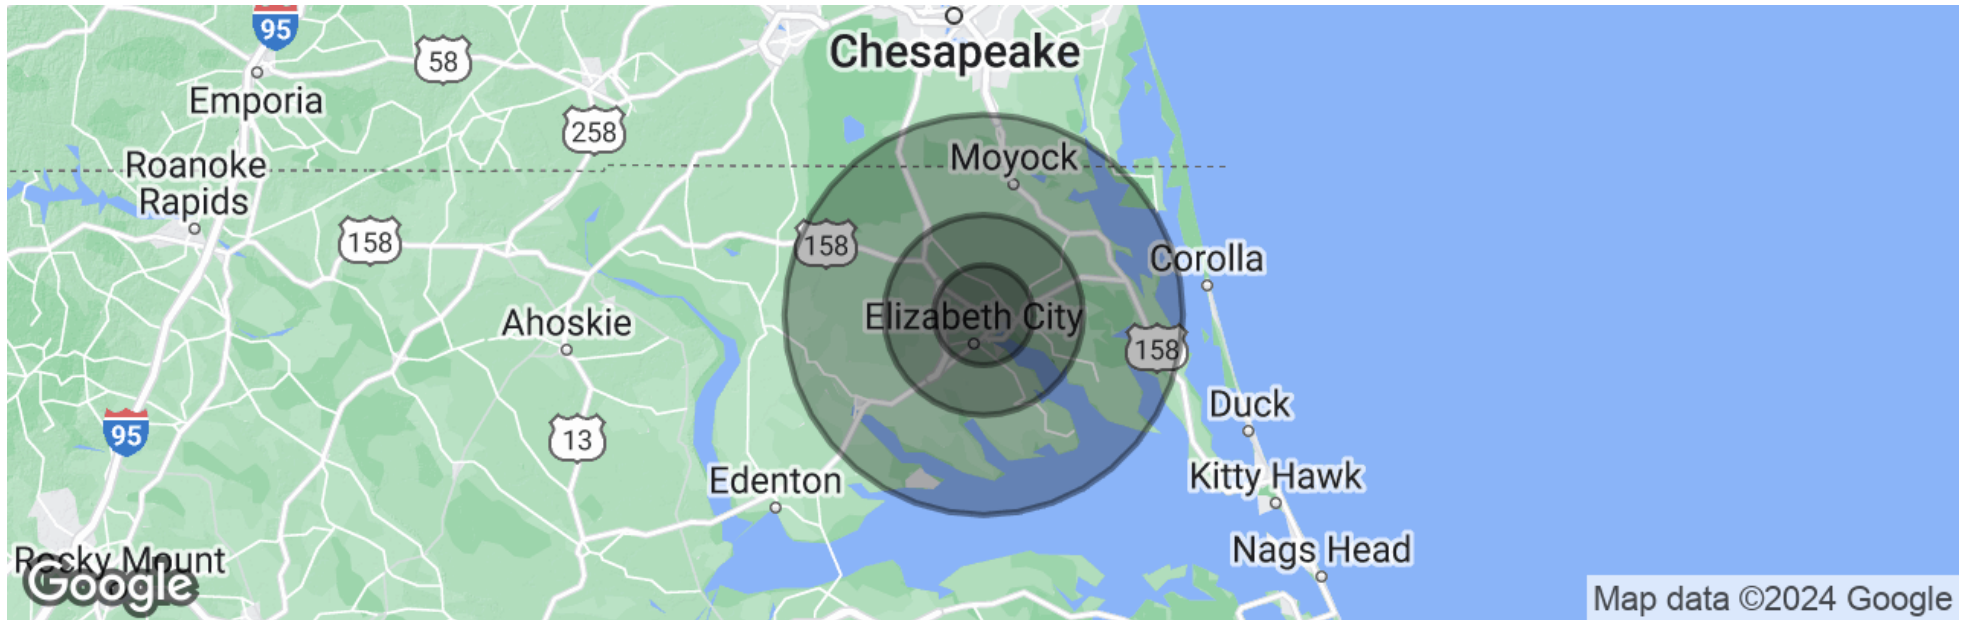 95
58
Chesapeake
Emporia
258
Moyock
Roanoke
Rapids
158
158
Corolla
Elizabeth City
Ahoskie
158
Duck
95
13
Edenton
Kitty Hawk
Nags Head
Rocky Mount
Google
Map data ©2024 Google